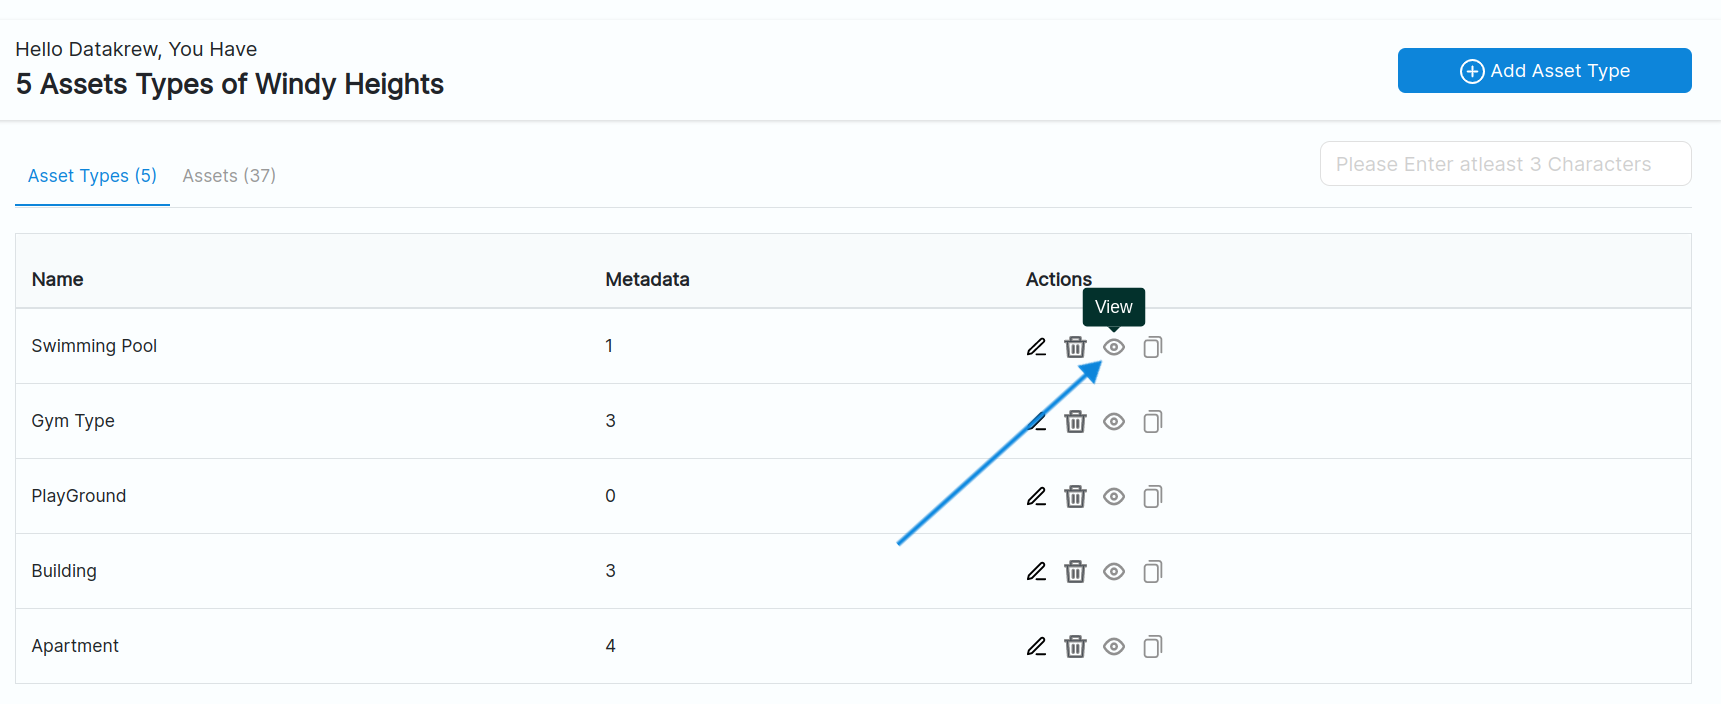 Hello Datakrew, You Have
5 Assets Types of Windy Heights
Add Asset Type
Asset Types (5) Assets (37)
Please Enter atleast 3 Characters
Name Metadata Actions
View
Swimming Pool 1
Gym Type 3
PlayGround 0
Building 3
Apartment 4